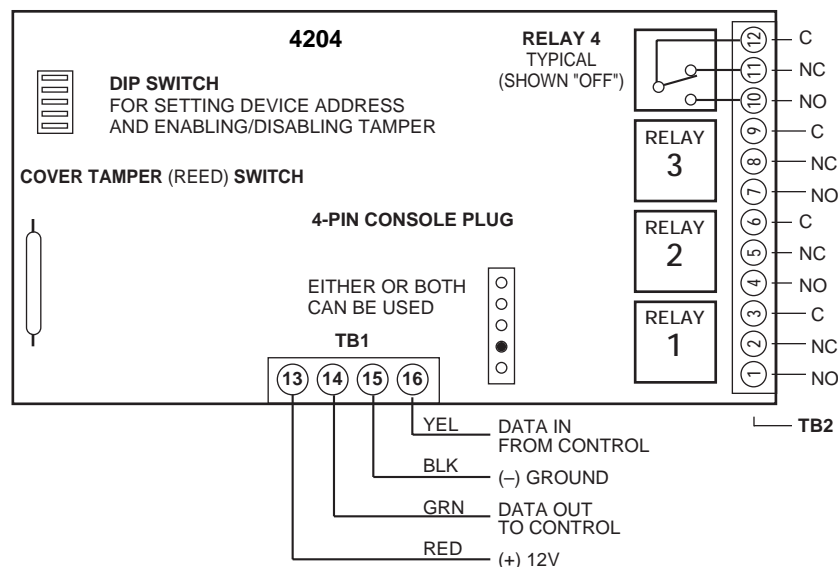 4204
RELAY 4
TYPICAL
(SHOWN "OFF")
DIP SWITCH
FOR SETTING DEVICE ADDRESS
AND ENABLING/DISABLING TAMPER
COVER TAMPER (REED) SWITCH
4-PIN CONSOLE PLUG
EITHER OR BOTH
CAN BE USED
TB1
13 14 15 16
RELAY
3
RELAY
2
RELAY
1
12 C
11 NC
10 NO
9 C
8 NC
7 NO
6 C
5 NC
4 NO
3 C
2 NC
1 NO
TB2
YEL DATA IN
FROM CONTROL
BLK (–) GROUND
GRN DATA OUT
TO CONTROL
RED (+) 12V